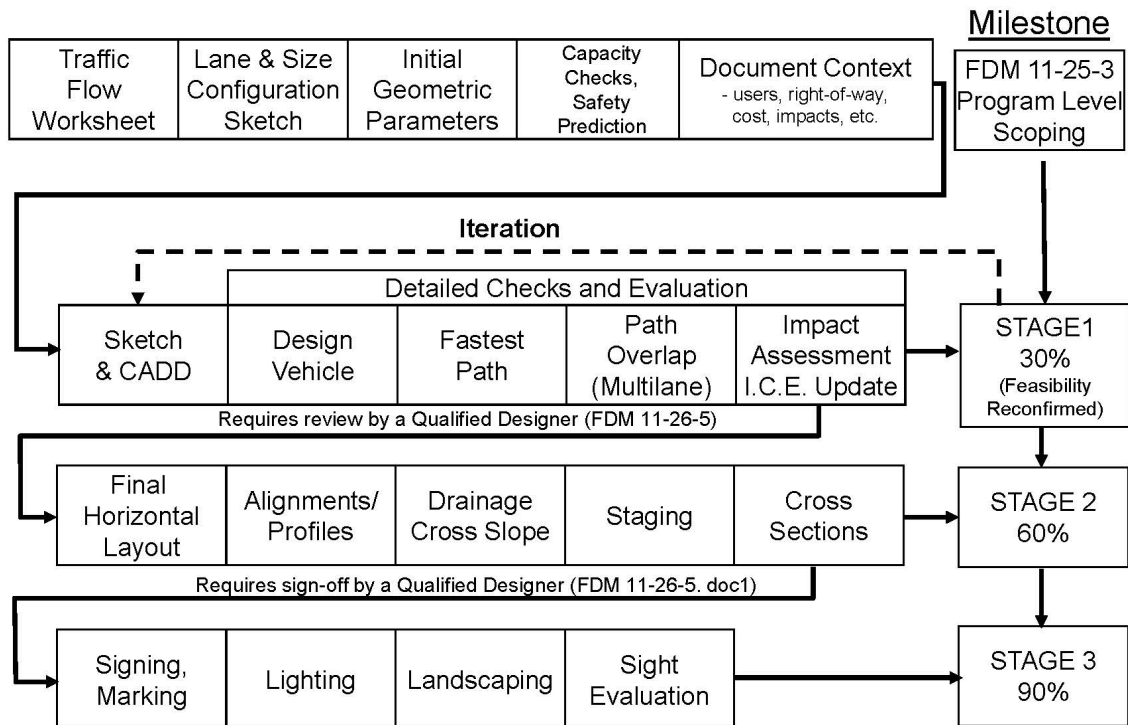 Milestone
Traffic
Flow
Worksheet
Lane & Size
Configuration
Sketch
Initial
Geometric
Parameters
Capacity
Checks,
Safety
Prediction
Document Context
- users, right-of-way,
cost, impacts, etc.
FDM 11-25-3
Program Level
Scoping
Iteration
Detailed Checks and Evaluation
Sketch
& CADD
Design
Vehicle
Fastest
Path
Path
Overlap
(Multilane)
Impact
Assessment
I.C.E. Update
STAGE1
30%
(Feasibility
Reconfirmed)
Requires review by a Qualified Designer (FDM 11-26-5)
Final
Horizontal
Layout
Alignments/
Profiles
Drainage
Cross Slope
Staging
Cross
Sections
STAGE 2
60%
Requires sign-off by a Qualified Designer (FDM 11-26-5. doc1)
Signing,
Marking
Lighting
Landscaping
Sight
Evaluation
STAGE 3
90%